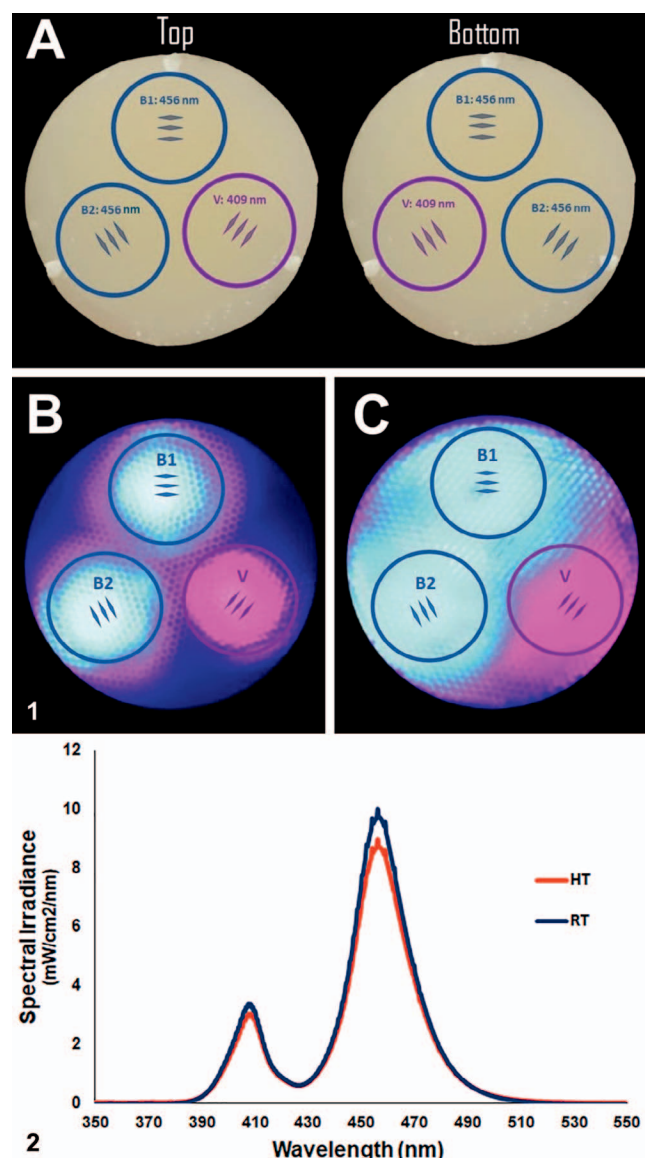 A
Top
Bottom
B1: 456 nm
B2: 456 nm
V: 409 nm
B1: 456 nm
V: 409 nm
B2: 456 nm
B
B1
B2
V
1
C
B1
B2
V
12
10
8
6
4
2
0
Spectral Irradiance
(mW/cm2/nm)
HT
RT
350 370 390 410 430 450 470 490 510 530 550
Wavelength (nm)
2